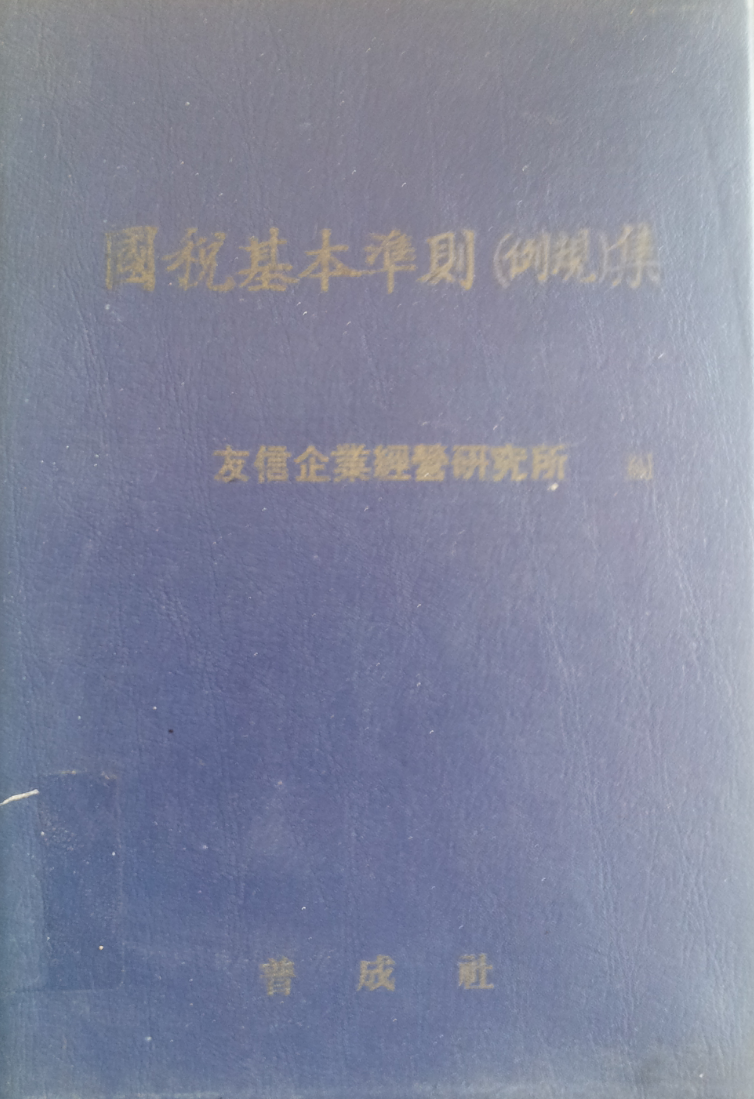 國稅基本準則(例規)集
友信企業經營硏究所 編
普成社